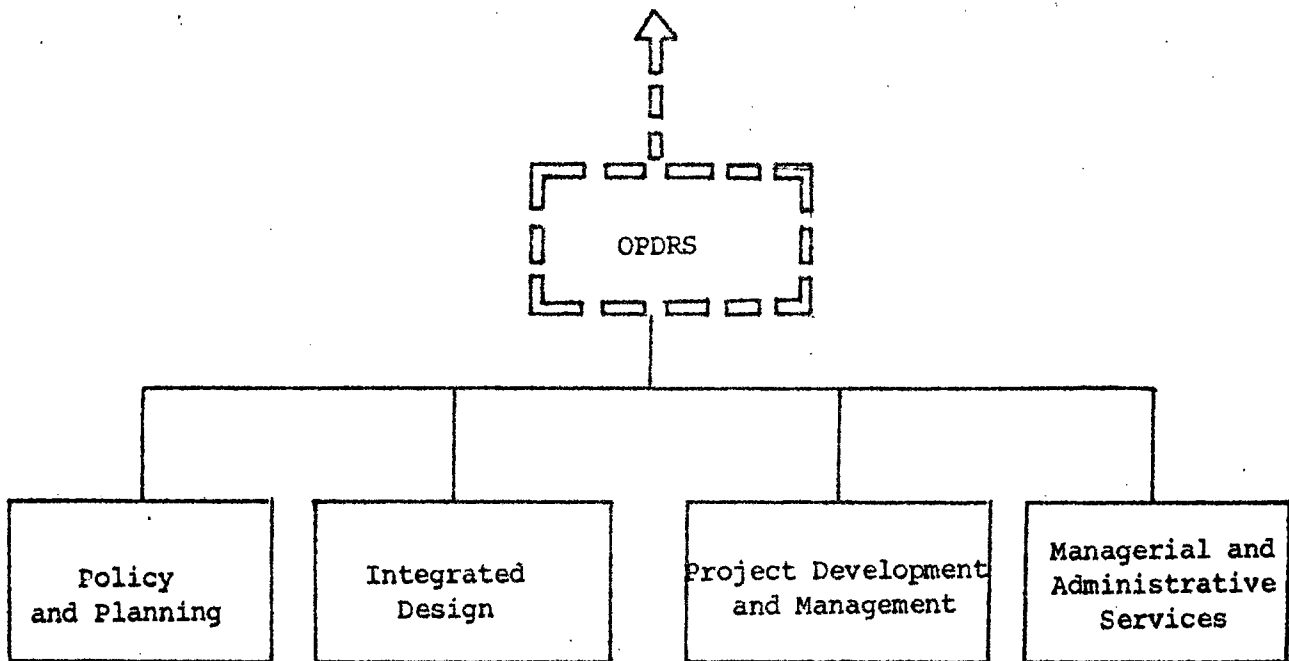 OPDRS
Policy
and Planning
Integrated
Design
Project Development
and Management
Managerial and
Administrative
Services